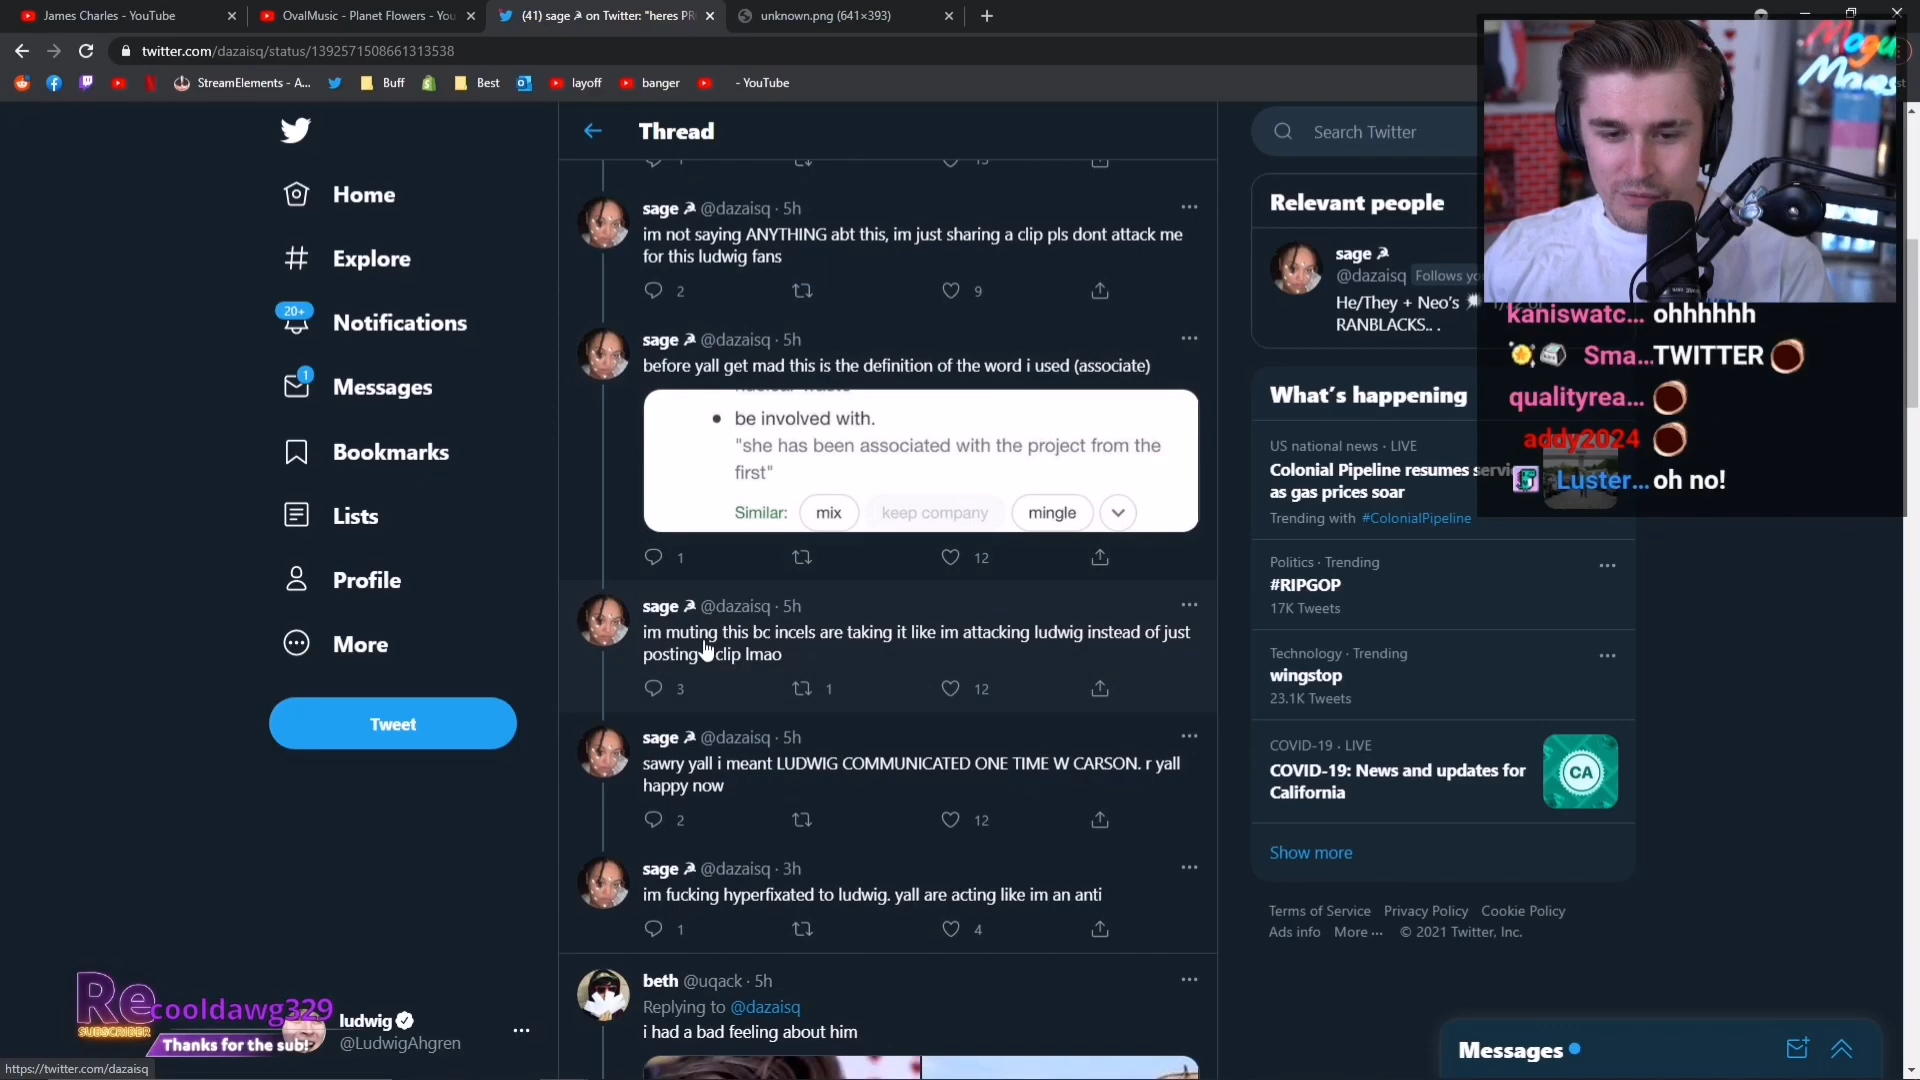 James Charles - YouTube
OvalMusic - Planet Flowers - You
(41) sage on Twitter: "heres PR
unknown.png (641×393)
twitter.com/dazaisq/status/1392571508661313538
StreamElements - A...
Buff
Best
layoff
banger
- YouTube
Home
Explore
20+
Notifications
1
Messages
Bookmarks
Lists
Profile
More
Tweet
Thread
sage @dazaisq · 5h
im not saying ANYTHING abt this, im just sharing a clip pls dont attack me
for this ludwig fans
2
9
sage @dazaisq · 5h
before yall get mad this is the definition of the word i used (associate)
• be involved with.
"she has been associated with the project from the
first"
Similar: mix keep company mingle
1
12
sage @dazaisq · 5h
im muting this bc incels are taking it like im attacking ludwig instead of just
posting clip lmao
3
1
12
sage @dazaisq · 5h
sawry yall i meant LUDWIG COMMUNICATED ONE TIME W CARSON. r yall
happy now
2
12
sage @dazaisq · 3h
im fucking hyperfixated to ludwig. yall are acting like im an anti
1
4
beth @uqack · 5h
Replying to @dazaisq
i had a bad feeling about him
Search Twitter
Relevant people
sage
@dazaisq Follows you
He/They + Neo's
RANBLACKS.. .
What's happening
US national news · LIVE
Colonial Pipeline resumes
as gas prices soar
Trending with #ColonialPipeline
Politics · Trending
#RIPGOP
17K Tweets
Technology · Trending
wingstop
23.1K Tweets
COVID-19 · LIVE
COVID-19: News and updates for
California
CA
Show more
Terms of Service Privacy Policy Cookie Policy
Ads info More ··· © 2021 Twitter, Inc.
Mogul
kaniswatc... ohhhhhh
Sma...TWITTER
qualityrea...
addy2024
Luster... oh no!
Re
SUBSCRIBER
cooldawg329
Thanks for the sub!
ludwig
@LudwigAhgren
https://twitter.com/dazaisq
Messages